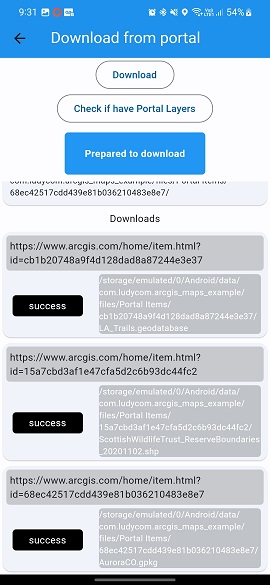 9:31 54%
Download from portal
Download
Check if have Portal Layers
Prepared to download
com.ludycom.arcgis_maps_example/files/Portal Items/
68ec42517cdd439e81b036210483e8e7/
Downloads
https://www.arcgis.com/home/item.html?
id=cb1b20748a9f4d128dad8a87244e3e37
success
/storage/emulated/0/Android/data/
com.ludycom.arcgis_maps_example/
files/Portal Items/
cb1b20748a9f4d128dad8a87244e3e37/
LA_Trails.geodatabase
https://www.arcgis.com/home/item.html?
id=15a7cbd3af1e47cfa5d2c6b93dc44fc2
success
/storage/emulated/0/Android/data/
com.ludycom.arcgis_maps_example/
files/Portal Items/
15a7cbd3af1e47cfa5d2c6b93dc44fc2/
ScottishWildlifeTrust_ReserveBoundaries
_20201102.shp
https://www.arcgis.com/home/item.html?
id=68ec42517cdd439e81b036210483e8e7
success
/storage/emulated/0/Android/data/
com.ludycom.arcgis_maps_example/
files/Portal Items/
68ec42517cdd439e81b036210483e8e7/
AuroraCO.gpkg